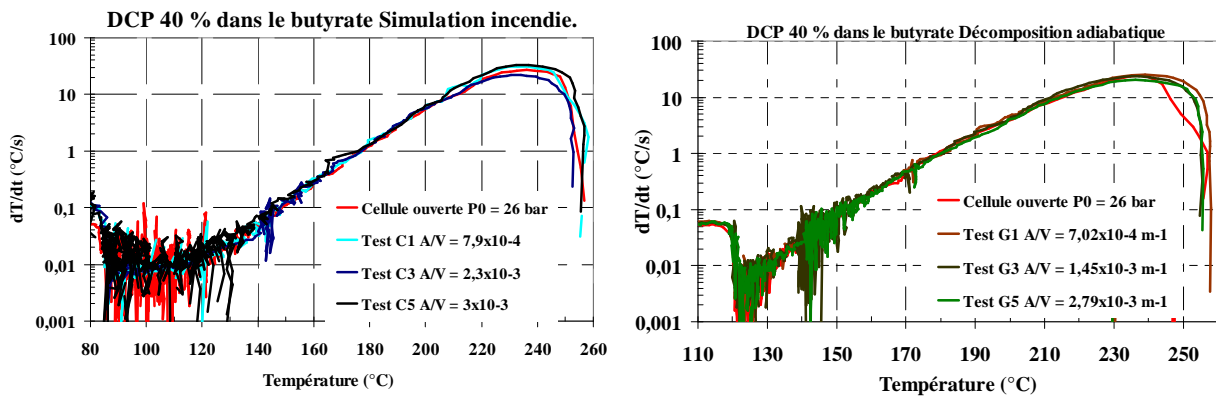 DCP 40 % dans le butyrate Simulation incendie.
100
10
1
0,1
0,01
0,001
dT/dt (°C/s)
80 100 120 140 160 180 200 220 240 260
Température (°C)
Cellule ouverte P0 = 26 bar
Test C1 A/V = 7,9x10-4
Test C3 A/V = 2,3x10-3
Test C5 A/V = 3x10-3
DCP 40 % dans le butyrate Décomposition adiabatique
100
10
1
0,1
0,01
0,001
dT/dt (°C/s)
110 130 150 170 190 210 230 250
Température (°C)
Cellule ouverte P0 = 26 bar
Test G1 A/V = 7,02x10-4 m-1
Test G3 A/V = 1,45x10-3 m-1
Test G5 A/V = 2,79x10-3 m-1